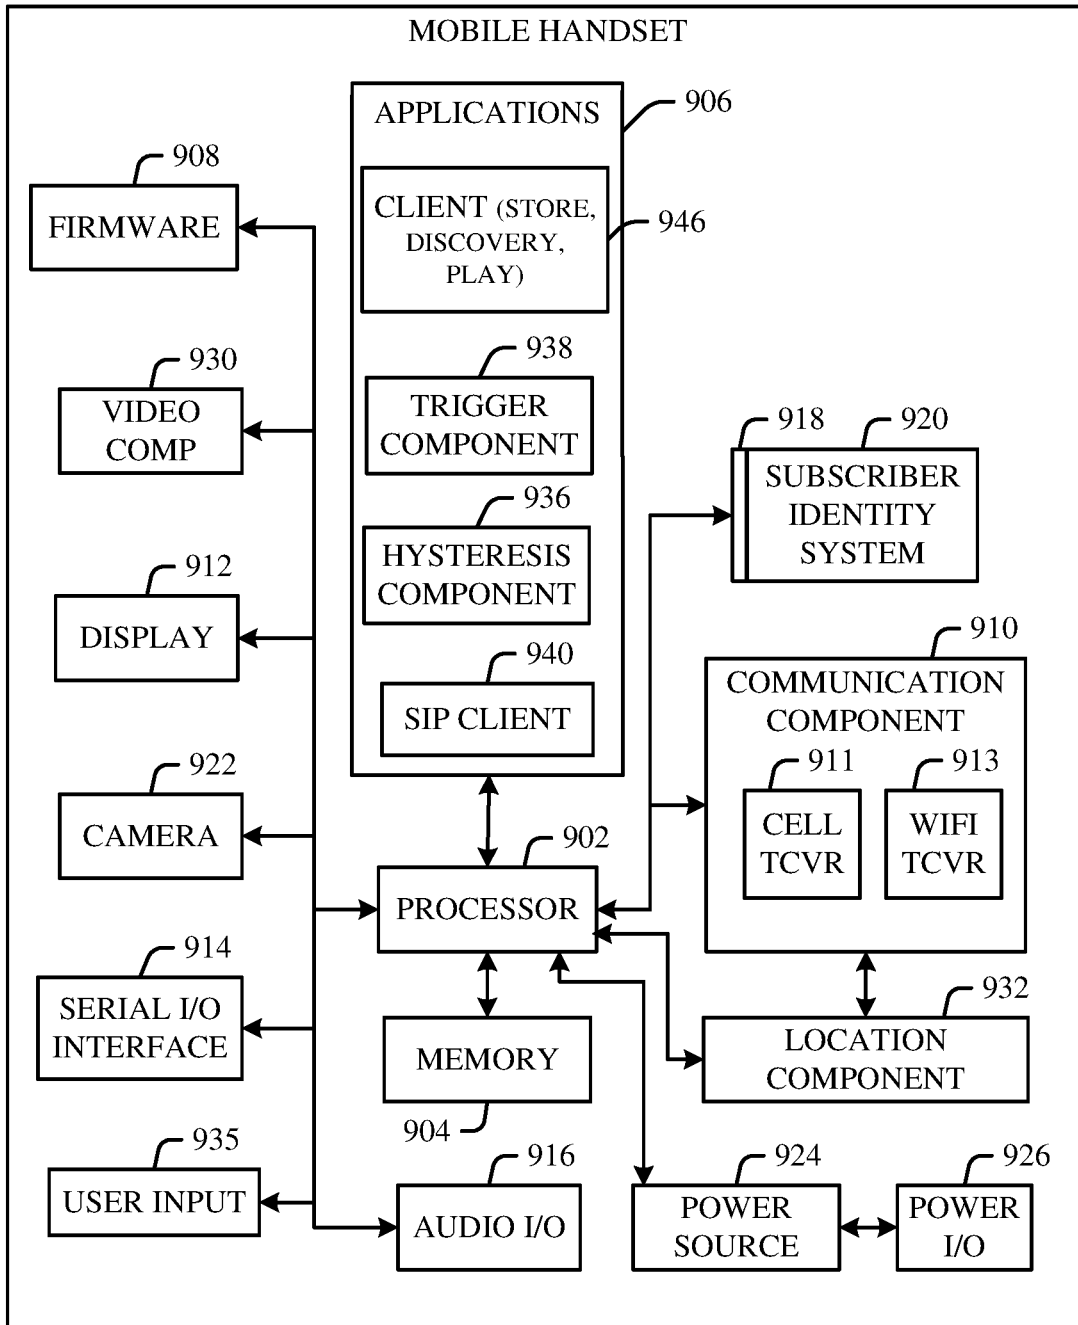 MOBILE HANDSET
906
APPLICATIONS
CLIENT (STORE,
DISCOVERY,
PLAY)
946
938
TRIGGER
COMPONENT
936
HYSTERESIS
COMPONENT
940
SIP CLIENT
908
FIRMWARE
930
VIDEO
COMP
912
DISPLAY
922
CAMERA
914
SERIAL I/O
INTERFACE
935
USER INPUT
902
PROCESSOR
MEMORY
904
916
AUDIO I/O
918
920
SUBSCRIBER
IDENTITY
SYSTEM
910
COMMUNICATION
COMPONENT
911
CELL
TCVR
913
WIFI
TCVR
932
LOCATION
COMPONENT
924
POWER
SOURCE
926
POWER
I/O